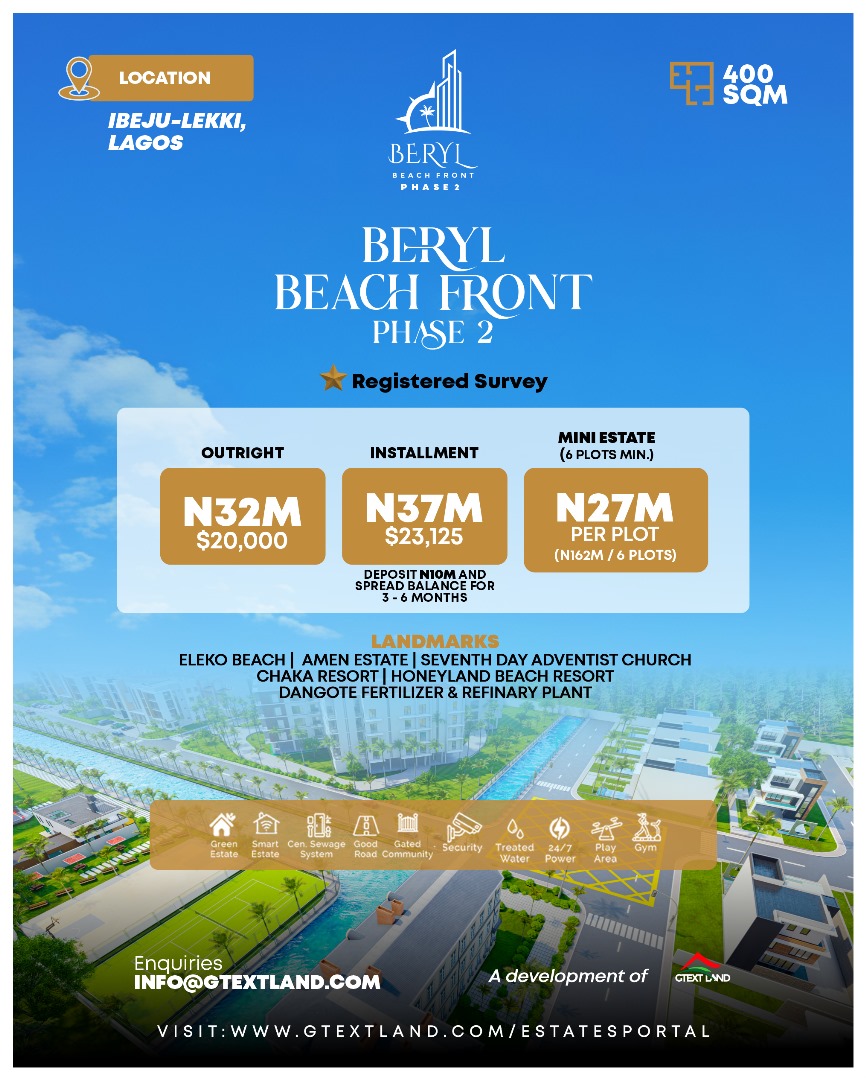 LOCATION
IBEJU-LEKKI,
LAGOS
BERYL
BEACH FRONT
PHASE 2
400
SQM
BERYL
BEACH FRONT
PHASE 2
Registered Survey
OUTRIGHT
N32M
$20,000
INSTALLMENT
N37M
$23,125
DEPOSIT N10M AND
SPREAD BALANCE FOR
3 - 6 MONTHS
MINI ESTATE
(6 PLOTS MIN.)
N27M
PER PLOT
(N162M / 6 PLOTS)
LANDMARKS
ELEKO BEACH | AMEN ESTATE | SEVENTH DAY ADVENTIST CHURCH
CHAKA RESORT | HONEYLAND BEACH RESORT
DANGOTE FERTILIZER & REFINARY PLANT
Green
Estate
Smart
Estate
Cen. Sewage
System
Good
Road
Gated
Community
Security
Treated
Water
24/7
Power
Play
Area
Gym
Enquiries
INFO@GTEXTLAND.COM
A development of
GTEXT LAND
VISIT:WWW.GTEXTLAND.COM/ESTATESPORTAL